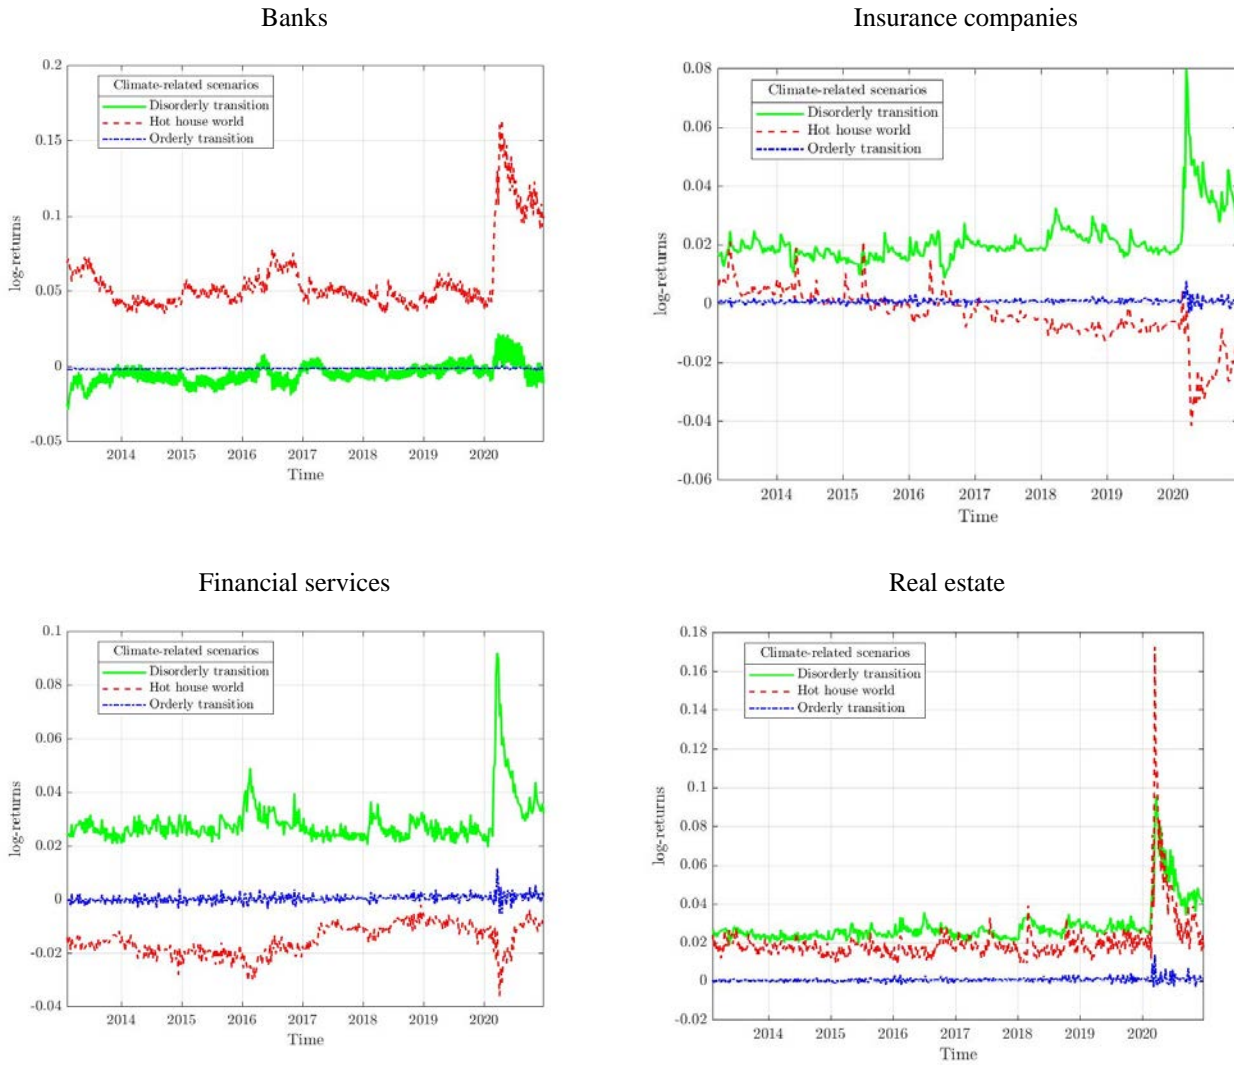 Banks
0.2
0.15
0.1
0.05
0
-0.05
log-returns
Climate-related scenarios
Disorderly transition
Hot house world
Orderly transition
2014 2015 2016 2017 2018 2019 2020
Time
Insurance companies
0.08
0.06
0.04
0.02
0
-0.02
-0.04
-0.06
log-returns
Climate-related scenarios
Disorderly transition
Hot house world
Orderly transition
2014 2015 2016 2017 2018 2019 2020
Time
Financial services
0.1
0.08
0.06
0.04
0.02
0
-0.02
-0.04
log-returns
Climate-related scenarios
Disorderly transition
Hot house world
Orderly transition
2014 2015 2016 2017 2018 2019 2020
Time
Real estate
0.18
0.16
0.14
0.12
0.1
0.08
0.06
0.04
0.02
0
-0.02
log-returns
Climate-related scenarios
Disorderly transition
Hot house world
Orderly transition
2014 2015 2016 2017 2018 2019 2020
Time